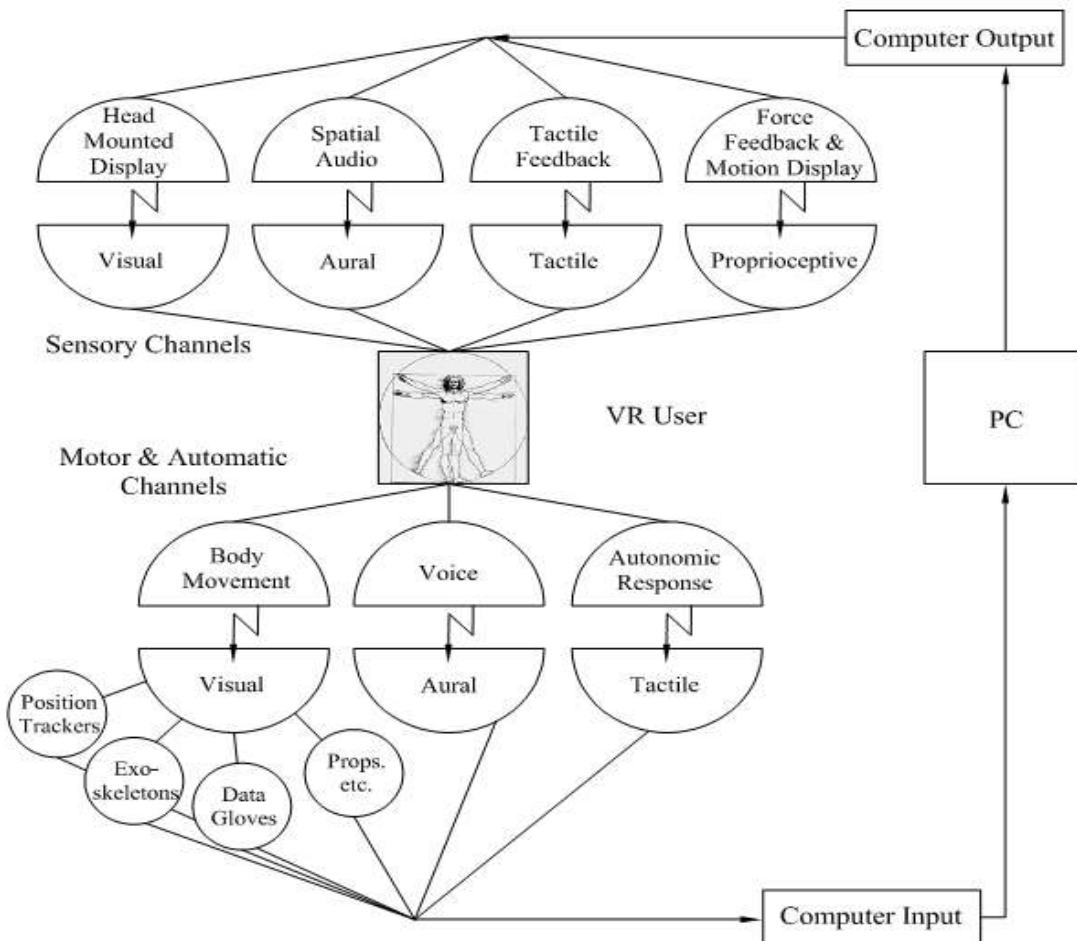 Computer Output
Head
Mounted
Display
Spatial
Audio
Tactile
Feedback
Force
Feedback &
Motion Display
Visual
Aural
Tactile
Proprioceptive
Sensory Channels
VR User
PC
Motor & Automatic
Channels
Body
Movement
Voice
Autonomic
Response
Visual
Aural
Tactile
Position
Trackers
Exo-
skeletons
Data
Gloves
Props.
etc.
Computer Input